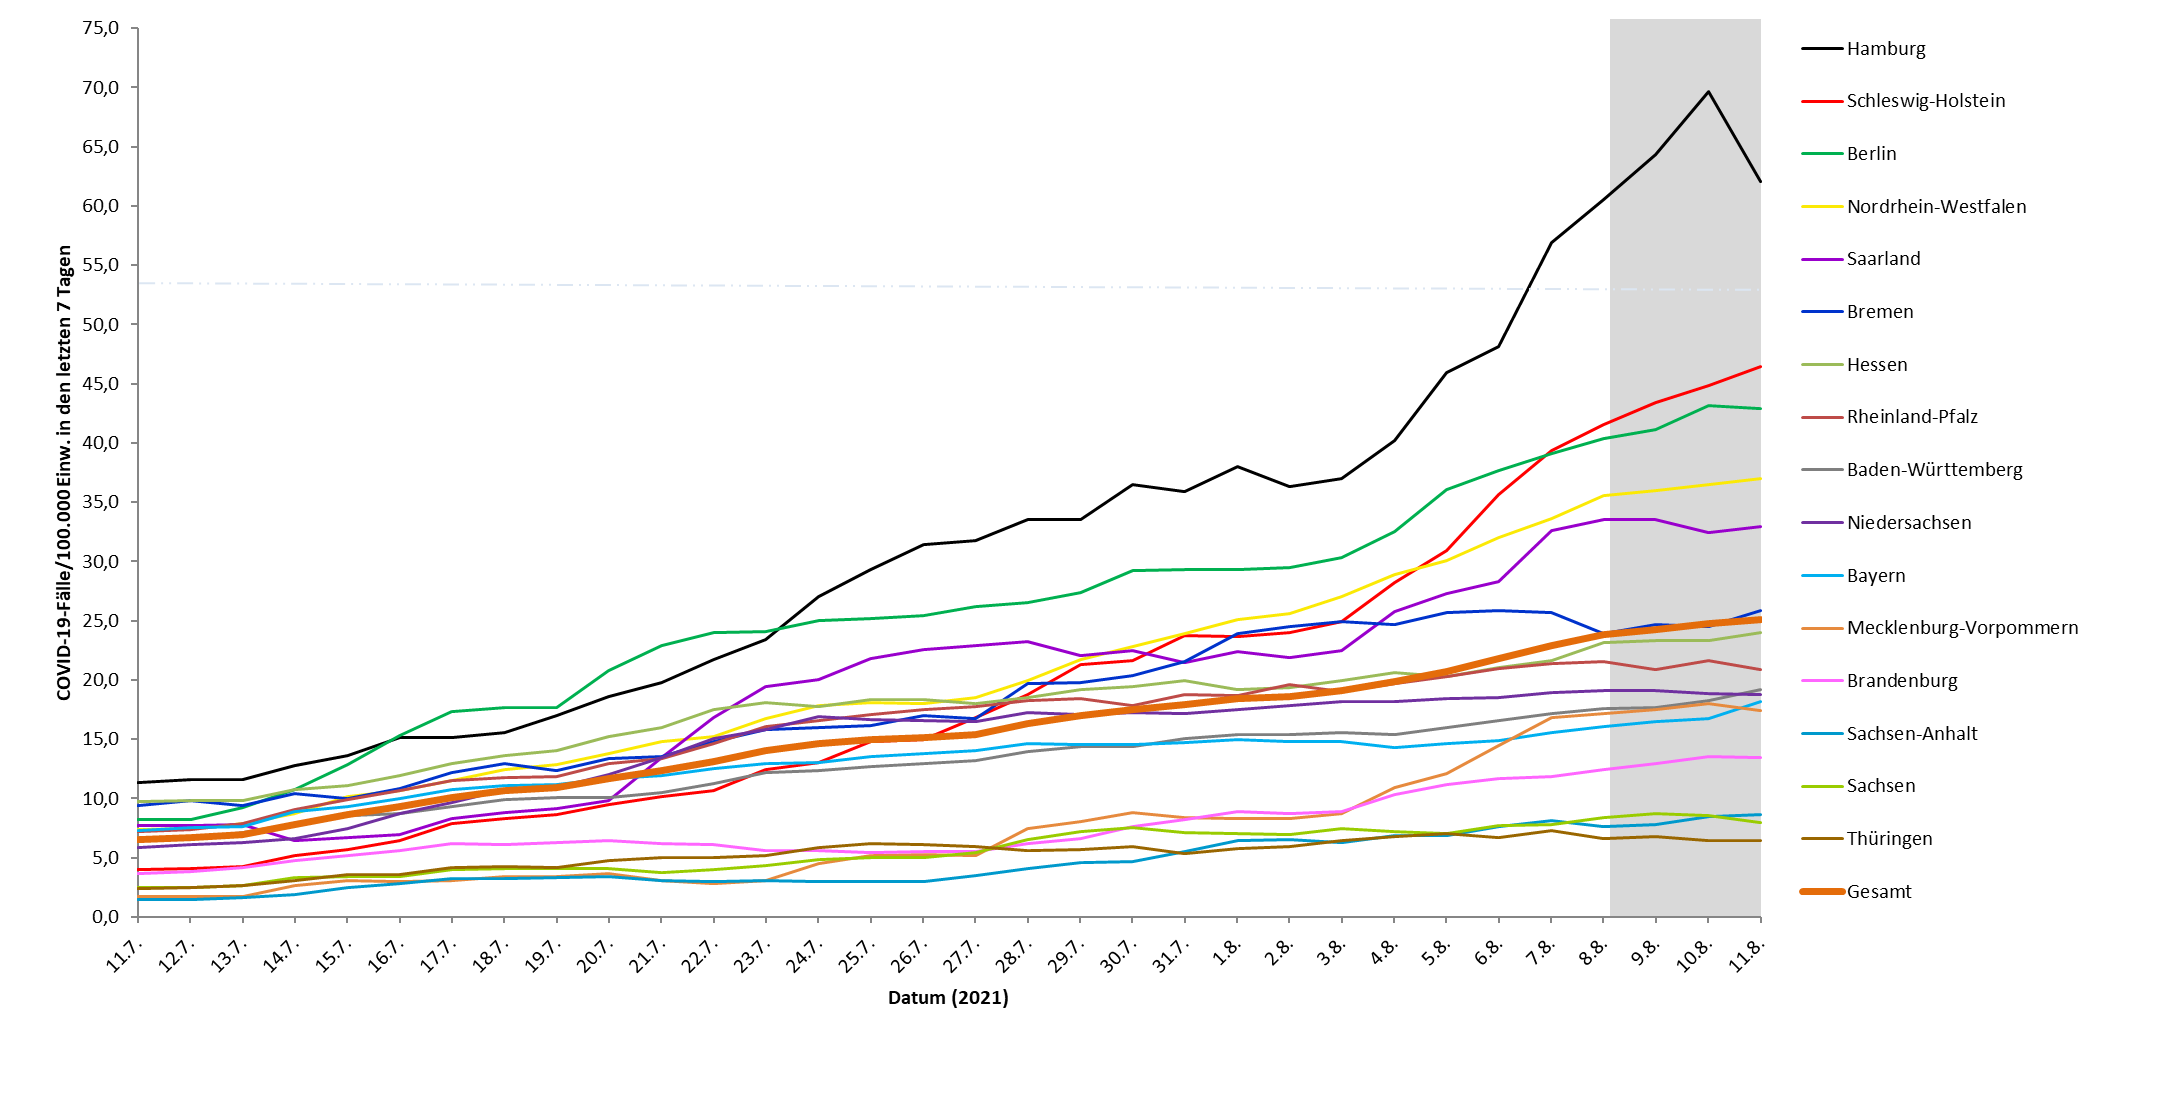 COVID-19-Fälle/100.000 Einw. in den letzten 7 Tagen
75,0
70,0
65,0
60,0
55,0
50,0
45,0
40,0
35,0
30,0
25,0
20,0
15,0
10,0
5,0
0,0
11.7.
12.7.
13.7.
14.7.
15.7.
16.7.
17.7.
18.7.
19.7.
20.7.
21.7.
22.7.
23.7.
24.7.
25.7.
26.7.
27.7.
28.7.
29.7.
30.7.
31.7.
1.8.
2.8.
3.8.
4.8.
5.8.
6.8.
7.8.
8.8.
9.8.
10.8.
11.8.
Datum (2021)
Hamburg
Schleswig-Holstein
Berlin
Nordrhein-Westfalen
Saarland
Bremen
Hessen
Rheinland-Pfalz
Baden-Württemberg
Niedersachsen
Bayern
Mecklenburg-Vorpommern
Brandenburg
Sachsen-Anhalt
Sachsen
Thüringen
Gesamt